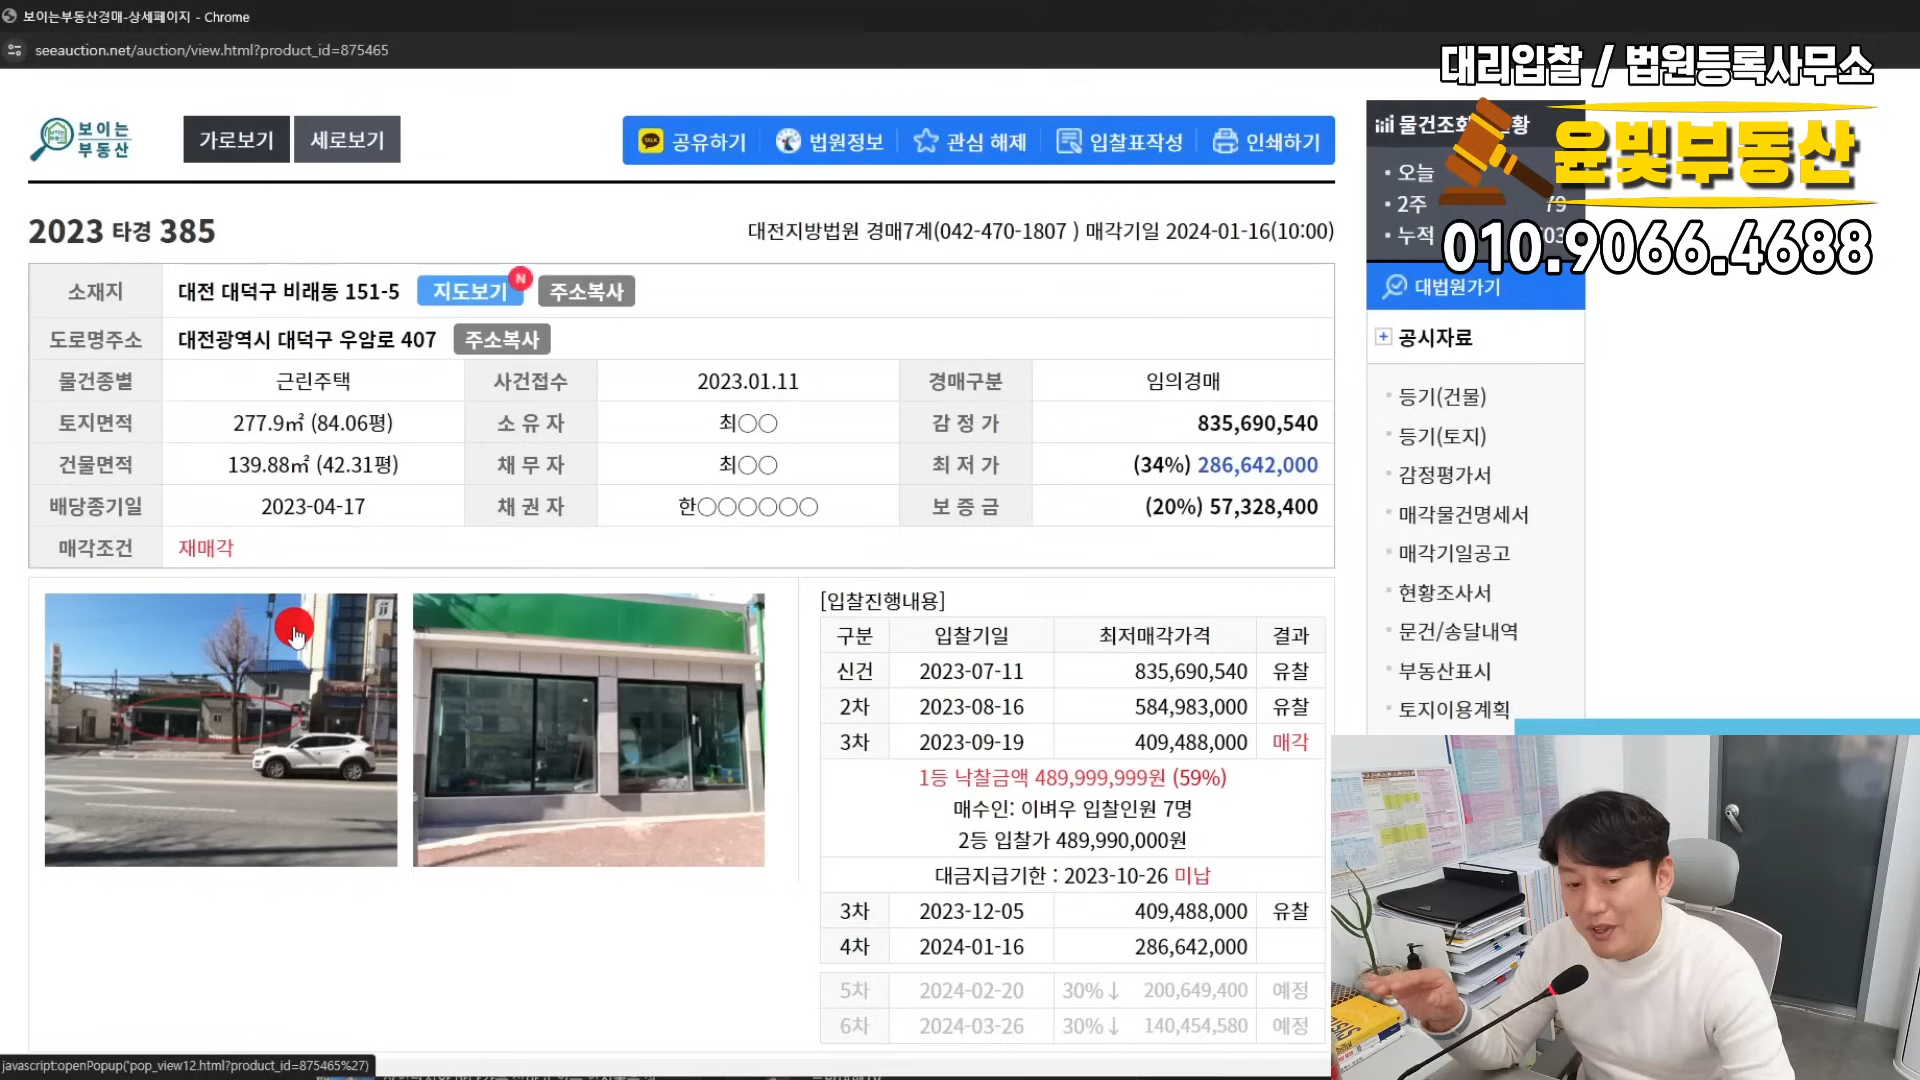 보이는부동산경매-상세페이지 - Chrome
seeauction.net/auction/view.html?product_id=875465
대리입찰 / 법원등록사무소
윤빛부동산
010.9066.4688
보이는
부동산
가로보기
세로보기
공유하기
법원정보
관심 해제
입찰표작성
인쇄하기
2023 타경 385
대전지방법원 경매7계(042-470-1807 ) 매각기일 2024-01-16(10:00)
소재지 대전 대덕구 비래동 151-5 지도보기 N 주소복사
도로명주소 대전광역시 대덕구 우암로 407 주소복사
물건종별 근린주택 사건접수 2023.01.11 경매구분 임의경매
토지면적 277.9㎡ (84.06평) 소 유 자 최○○ 감 정 가 835,690,540
건물면적 139.88㎡ (42.31평) 채 무 자 최○○ 최 저 가 (34%) 286,642,000
배당종기일 2023-04-17 채 권 자 한○○○○○○ 보 증 금 (20%) 57,328,400
매각조건 재매각
[입찰진행내용]
구분 입찰기일 최저매각가격 결과
신건 2023-07-11 835,690,540 유찰
2차 2023-08-16 584,983,000 유찰
3차 2023-09-19 409,488,000 매각
1등 낙찰금액 489,999,999원 (59%)
매수인: 이벼우 입찰인원 7명
2등 입찰가 489,990,000원
대금지급기한 : 2023-10-26 미납
3차 2023-12-05 409,488,000 유찰
4차 2024-01-16 286,642,000
5차 2024-02-20 30%↓ 200,649,400 예정
6차 2024-03-26 30%↓ 140,454,580 예정
물건조회
오늘
2주
누적
대법원가기
공시자료
등기(건물)
등기(토지)
감정평가서
매각물건명세서
매각기일공고
현황조사서
문건/송달내역
부동산표시
토지이용계획
javascript:openPopup('pop_view12.html?product_id=875465%27)